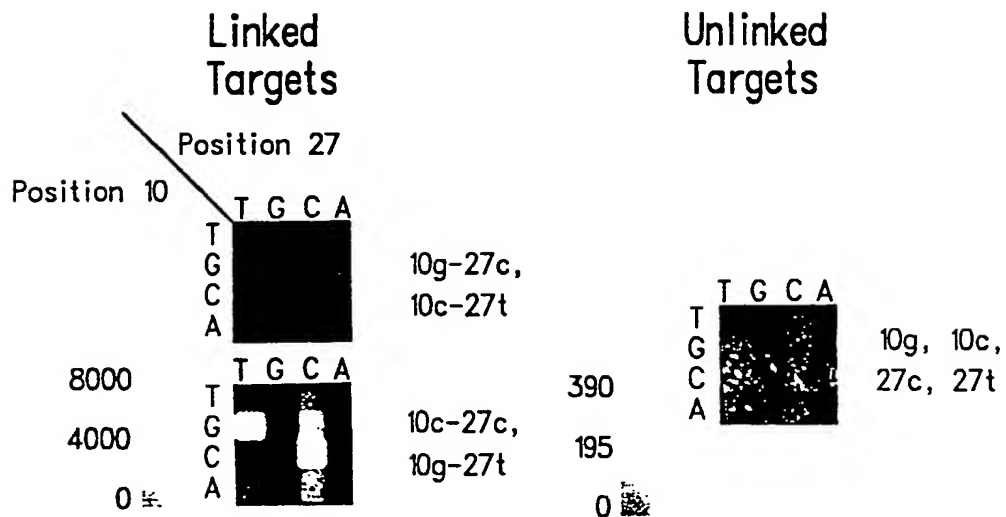 Linked
Targets
Unlinked
Targets
Position 27
Position 10
T G C A
T
G
C
A
10g-27c,
10c-27t
T G C A
T
G
C
A
8000
4000
0
10c-27c,
10g-27t
T G C A
T
G
C
A
390
195
0
10g, 10c,
27c, 27t